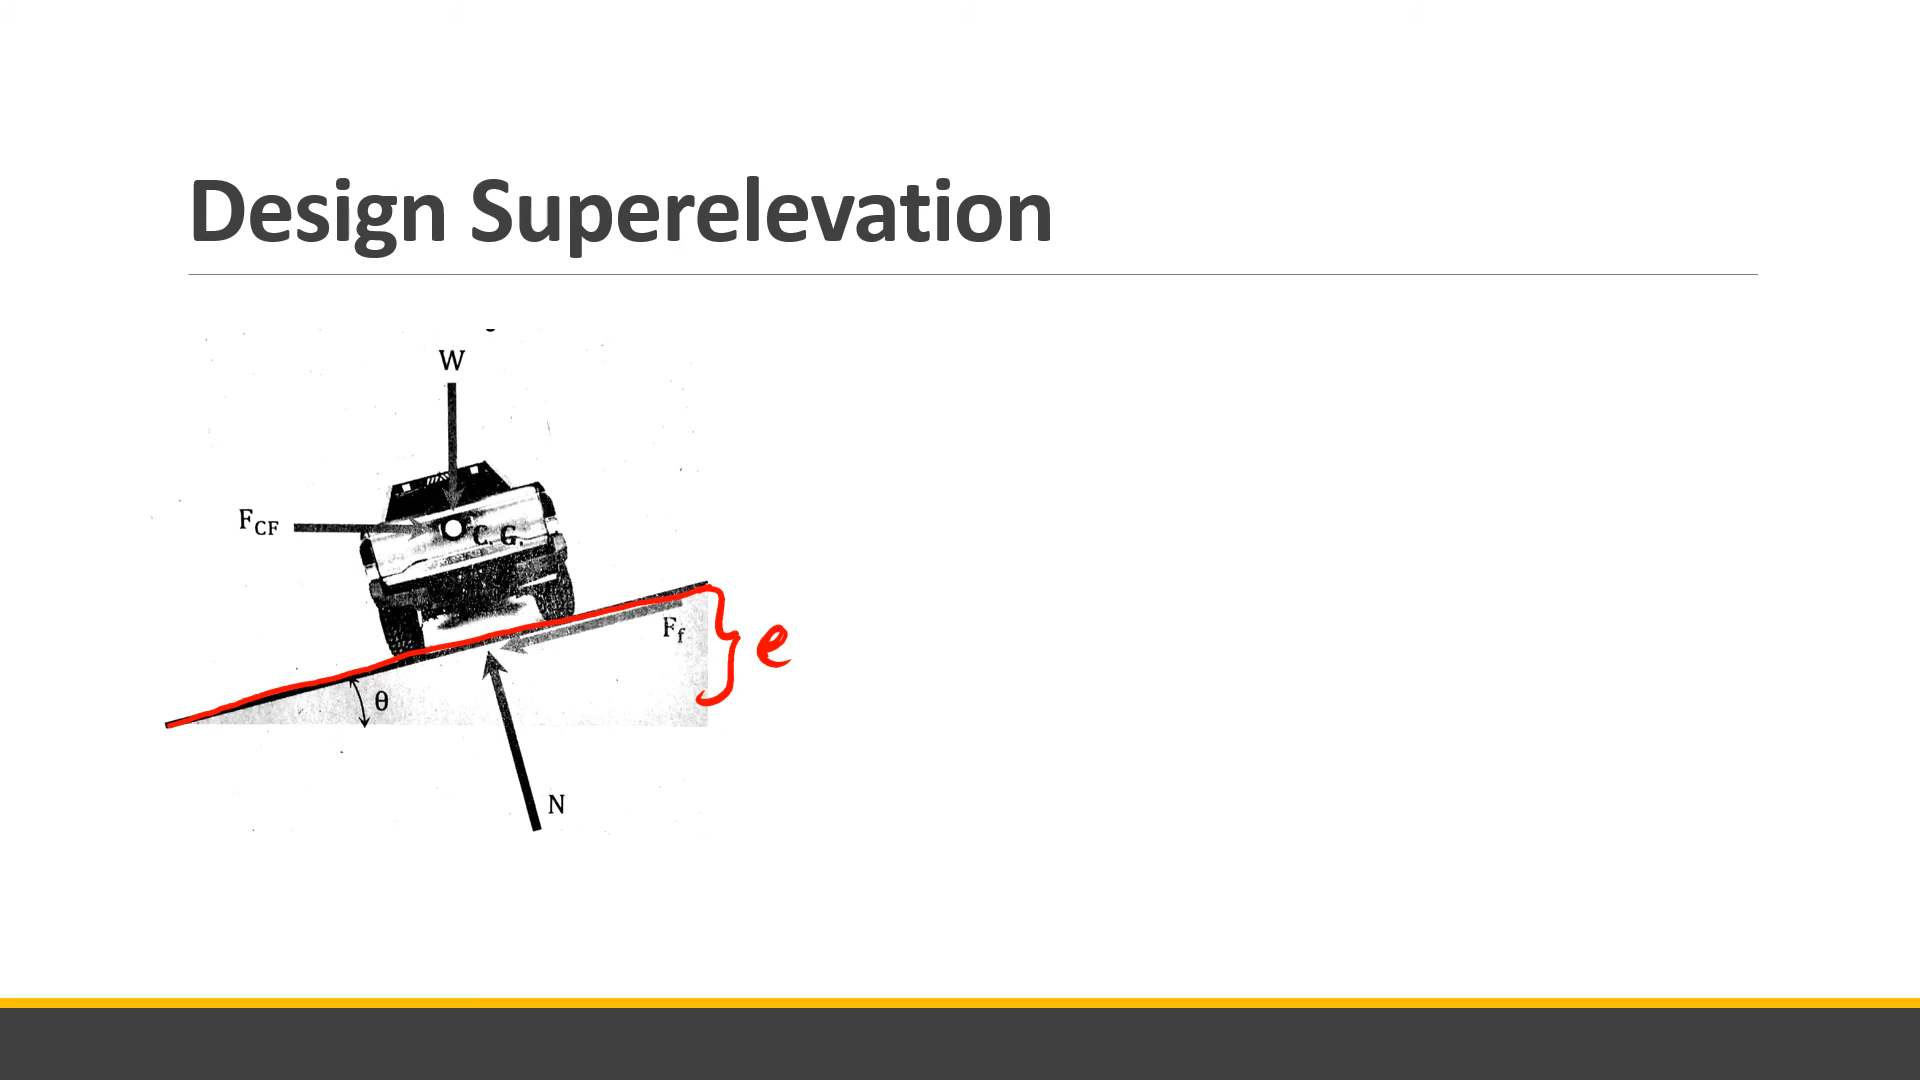 Design Superelevation
W
F_CF
C. G.
F_f
e
θ
N